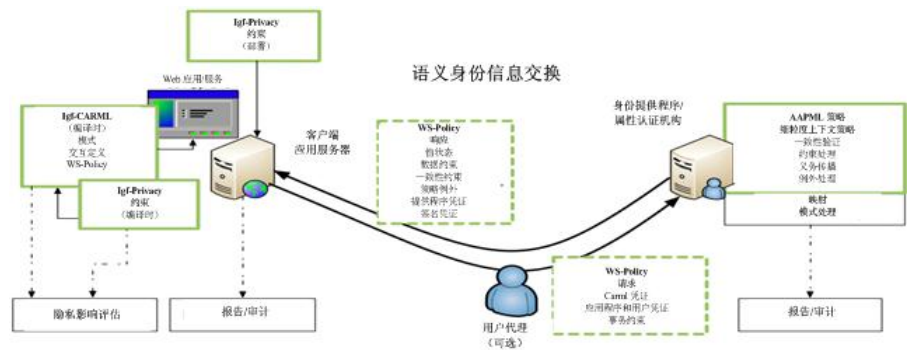 Igf-Privacy
约束
(部署)
语义身份信息交换
Web 应用/服务
Igf-CARML
(编译时)
模式
交互定义
WS-Policy
Igf-Privacy
约束
(编译时)
客户端
应用服务器
WS-Policy
响应
值状态
数据约束
一致性约束
策略例外
提供程序凭证
签名凭证
身份提供程序/
属性认证机构
AAPML 策略
细粒度上下文策略
一致性验证
约束处理
义务传播
例外处理
映射
模式处理
WS-Policy
请求
Carml 凭证
应用程序和用户凭证
事务约束
用户代理
(可选)
隐私影响评估
报告/审计
报告/审计